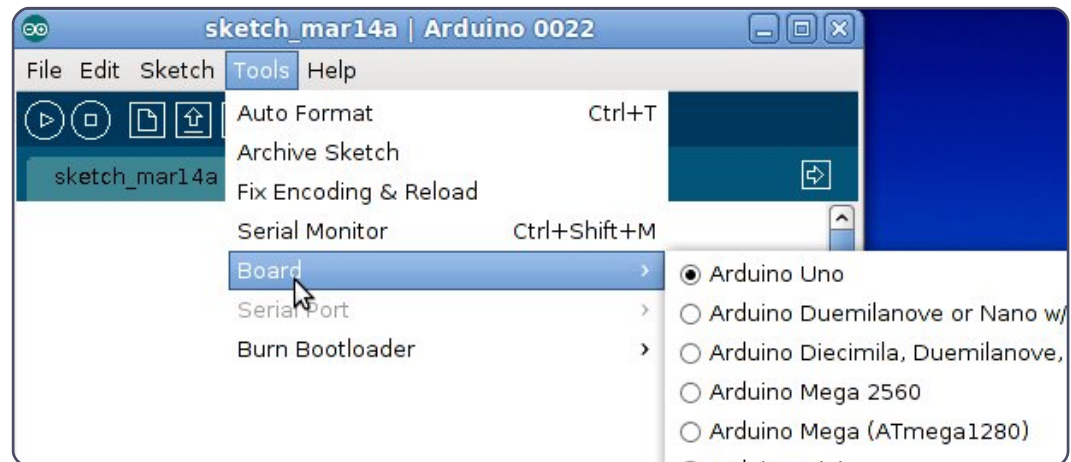 sketch_mar14a | Arduino 0022
File Edit Sketch Tools Help
Auto Format Ctrl+T
Archive Sketch
sketch_mar14a
Fix Encoding & Reload
Serial Monitor Ctrl+Shift+M
Board
Arduino Uno
Serial Port
Arduino Duemilanove or Nano w/
Burn Bootloader
Arduino Diecimila, Duemilanove,
Arduino Mega 2560
Arduino Mega (ATmega1280)